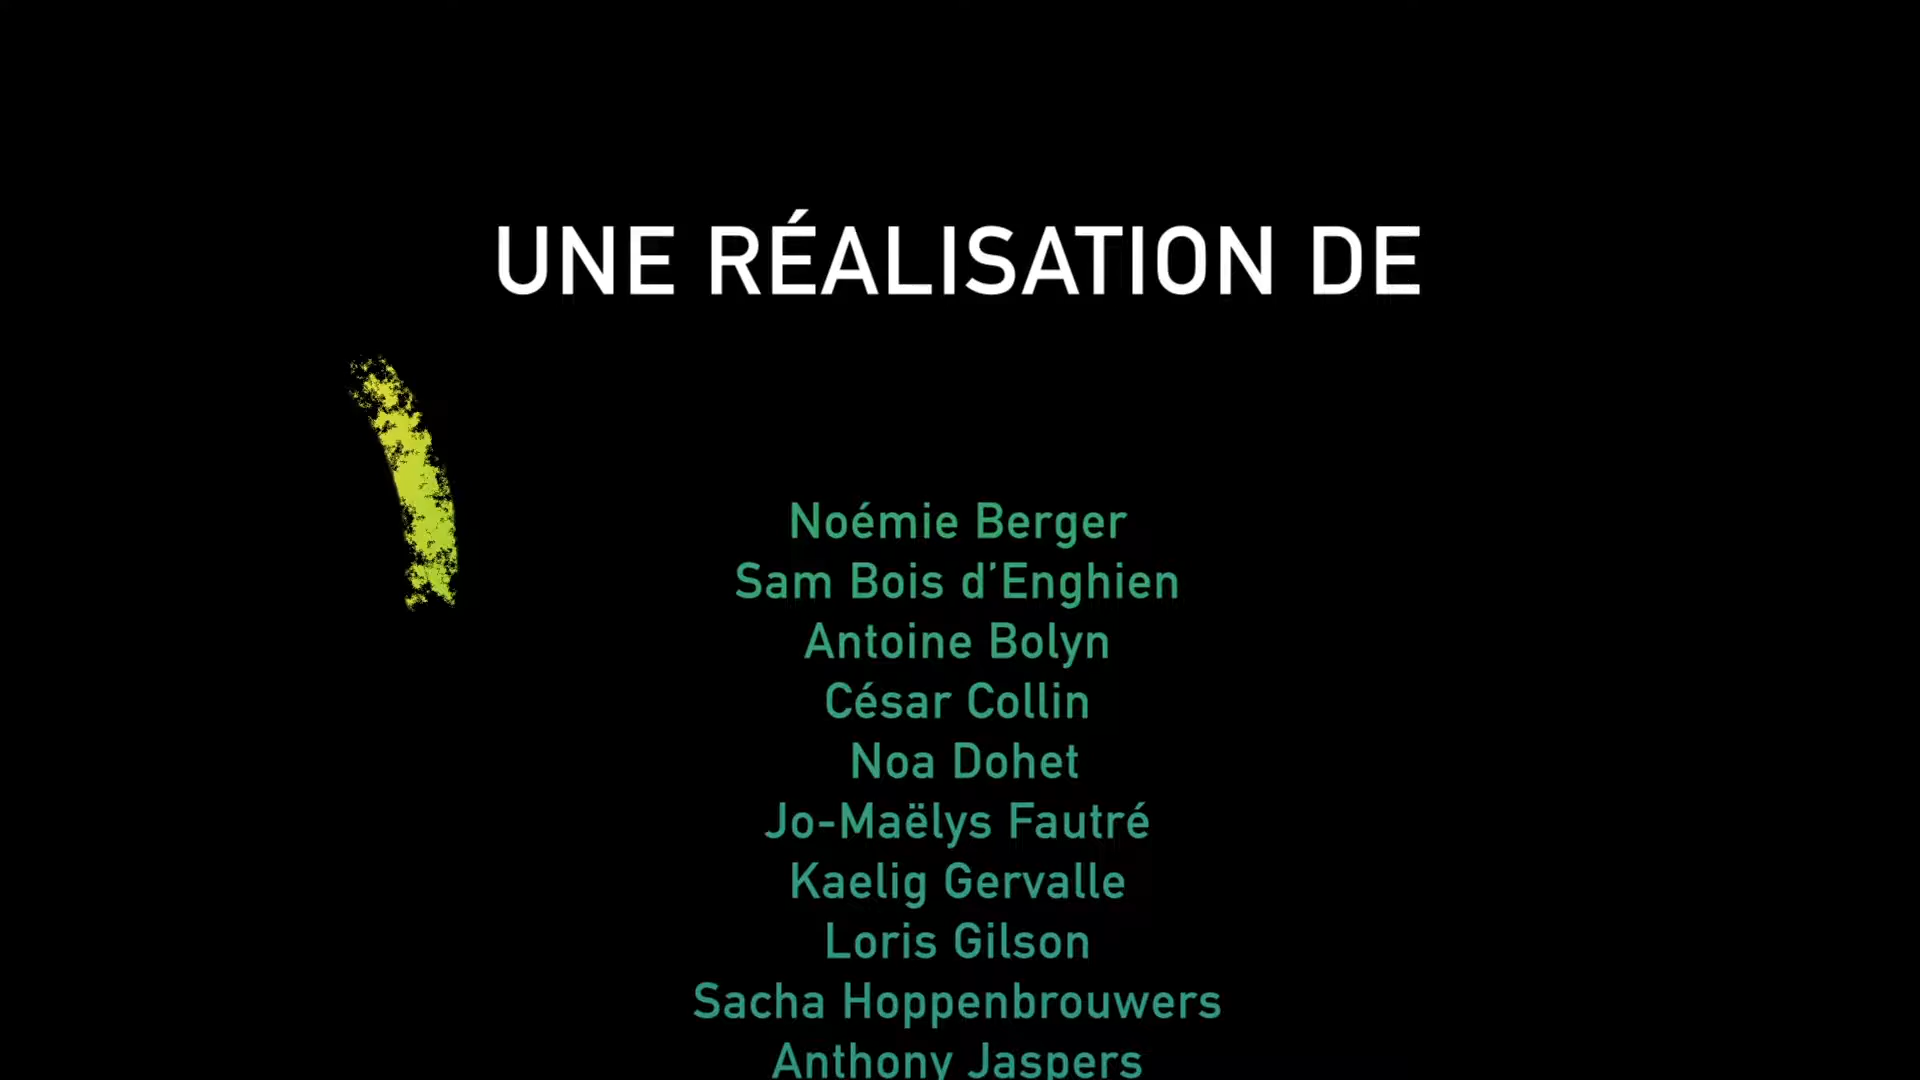 UNE RÉALISATION DE
Noémie Berger
Sam Bois d’Enghien
Antoine Bolyn
César Collin
Noa Dohet
Jo-Maëlys Fautré
Kaelig Gervalle
Loris Gilson
Sacha Hoppenbrouwers
Anthony Jaspers